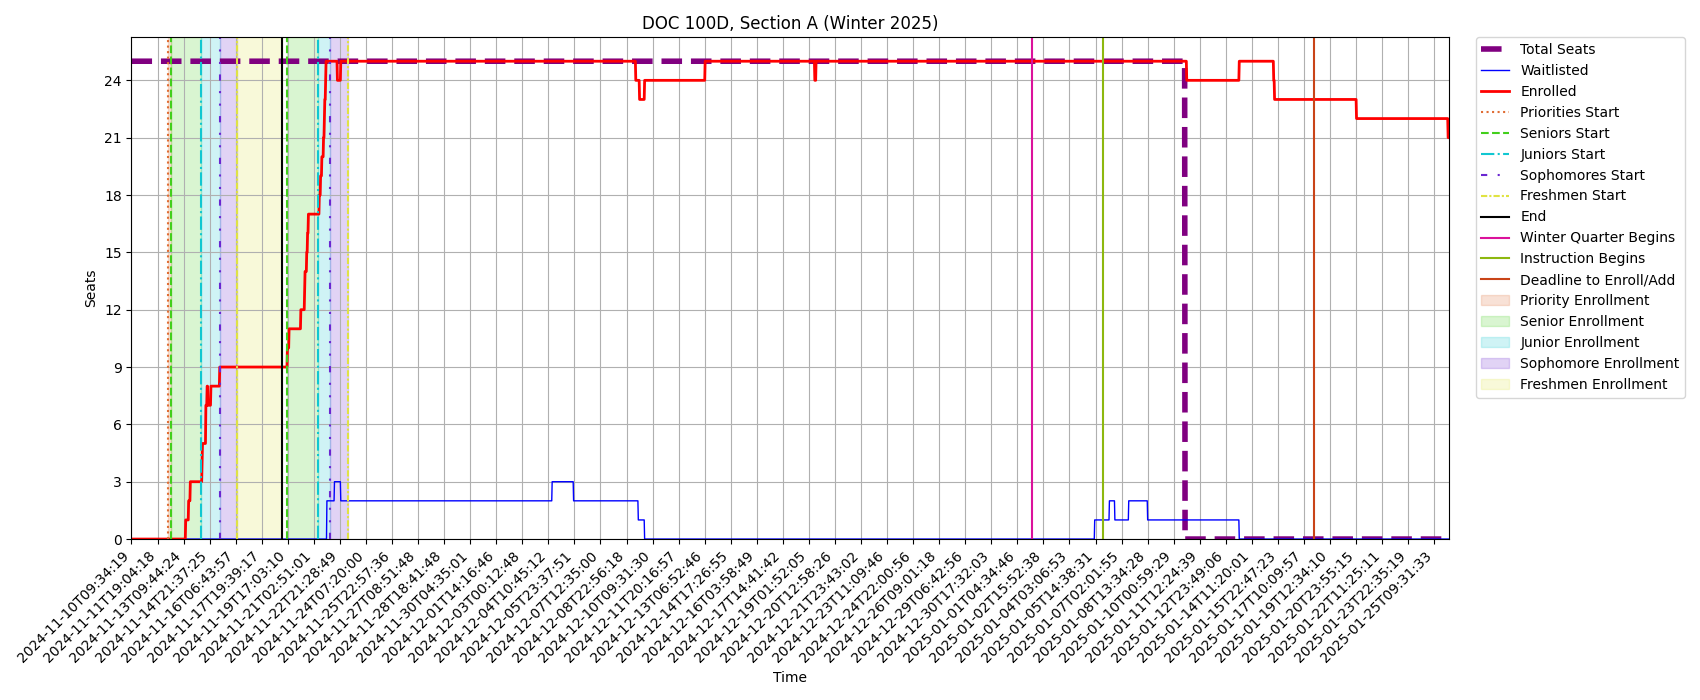 DOC 100D, Section A (Winter 2025)
Seats
24
21
18
15
12
9
6
3
0
2024-11-10T09:34:19
2024-11-11T19:04:18
2024-11-13T09:44:24
2024-11-14T21:37:25
2024-11-16T06:43:57
2024-11-17T19:39:17
2024-11-19T17:03:10
2024-11-21T02:51:01
2024-11-22T21:28:49
2024-11-24T07:20:00
2024-11-25T22:57:36
2024-11-27T08:51:48
2024-11-28T18:41:48
2024-11-30T04:35:01
2024-12-01T14:16:46
2024-12-03T00:12:48
2024-12-04T10:45:12
2024-12-05T23:37:51
2024-12-07T12:35:00
2024-12-08T22:56:18
2024-12-10T09:31:30
2024-12-11T20:16:57
2024-12-13T06:52:46
2024-12-14T17:26:55
2024-12-16T03:58:49
2024-12-17T14:41:42
2024-12-19T01:52:05
2024-12-20T12:58:26
2024-12-21T23:43:02
2024-12-23T11:09:46
2024-12-24T22:00:56
2024-12-26T09:01:18
2024-12-29T06:42:56
2024-12-30T17:32:03
2025-01-01T04:34:46
2025-01-02T15:52:38
2025-01-04T03:06:53
2025-01-05T14:38:31
2025-01-07T02:01:55
2025-01-08T13:34:28
2025-01-10T00:59:29
2025-01-11T12:24:39
2025-01-12T23:49:06
2025-01-14T11:20:01
2025-01-15T22:47:23
2025-01-17T10:09:57
2025-01-19T12:34:10
2025-01-20T23:55:15
2025-01-22T11:25:11
2025-01-23T22:35:19
2025-01-25T09:31:33
Time
Total Seats
Waitlisted
Enrolled
Priorities Start
Seniors Start
Juniors Start
Sophomores Start
Freshmen Start
End
Winter Quarter Begins
Instruction Begins
Deadline to Enroll/Add
Priority Enrollment
Senior Enrollment
Junior Enrollment
Sophomore Enrollment
Freshmen Enrollment